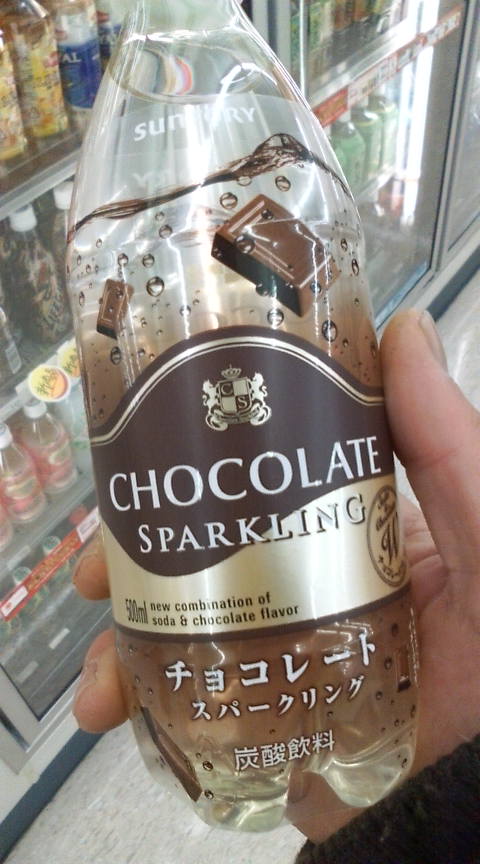 SUNTORY
C S
CHOCOLATE
SPARKLING
W
500ml new combination of
soda & chocolate flavor
チョコレート
スパークリング
炭酸飲料